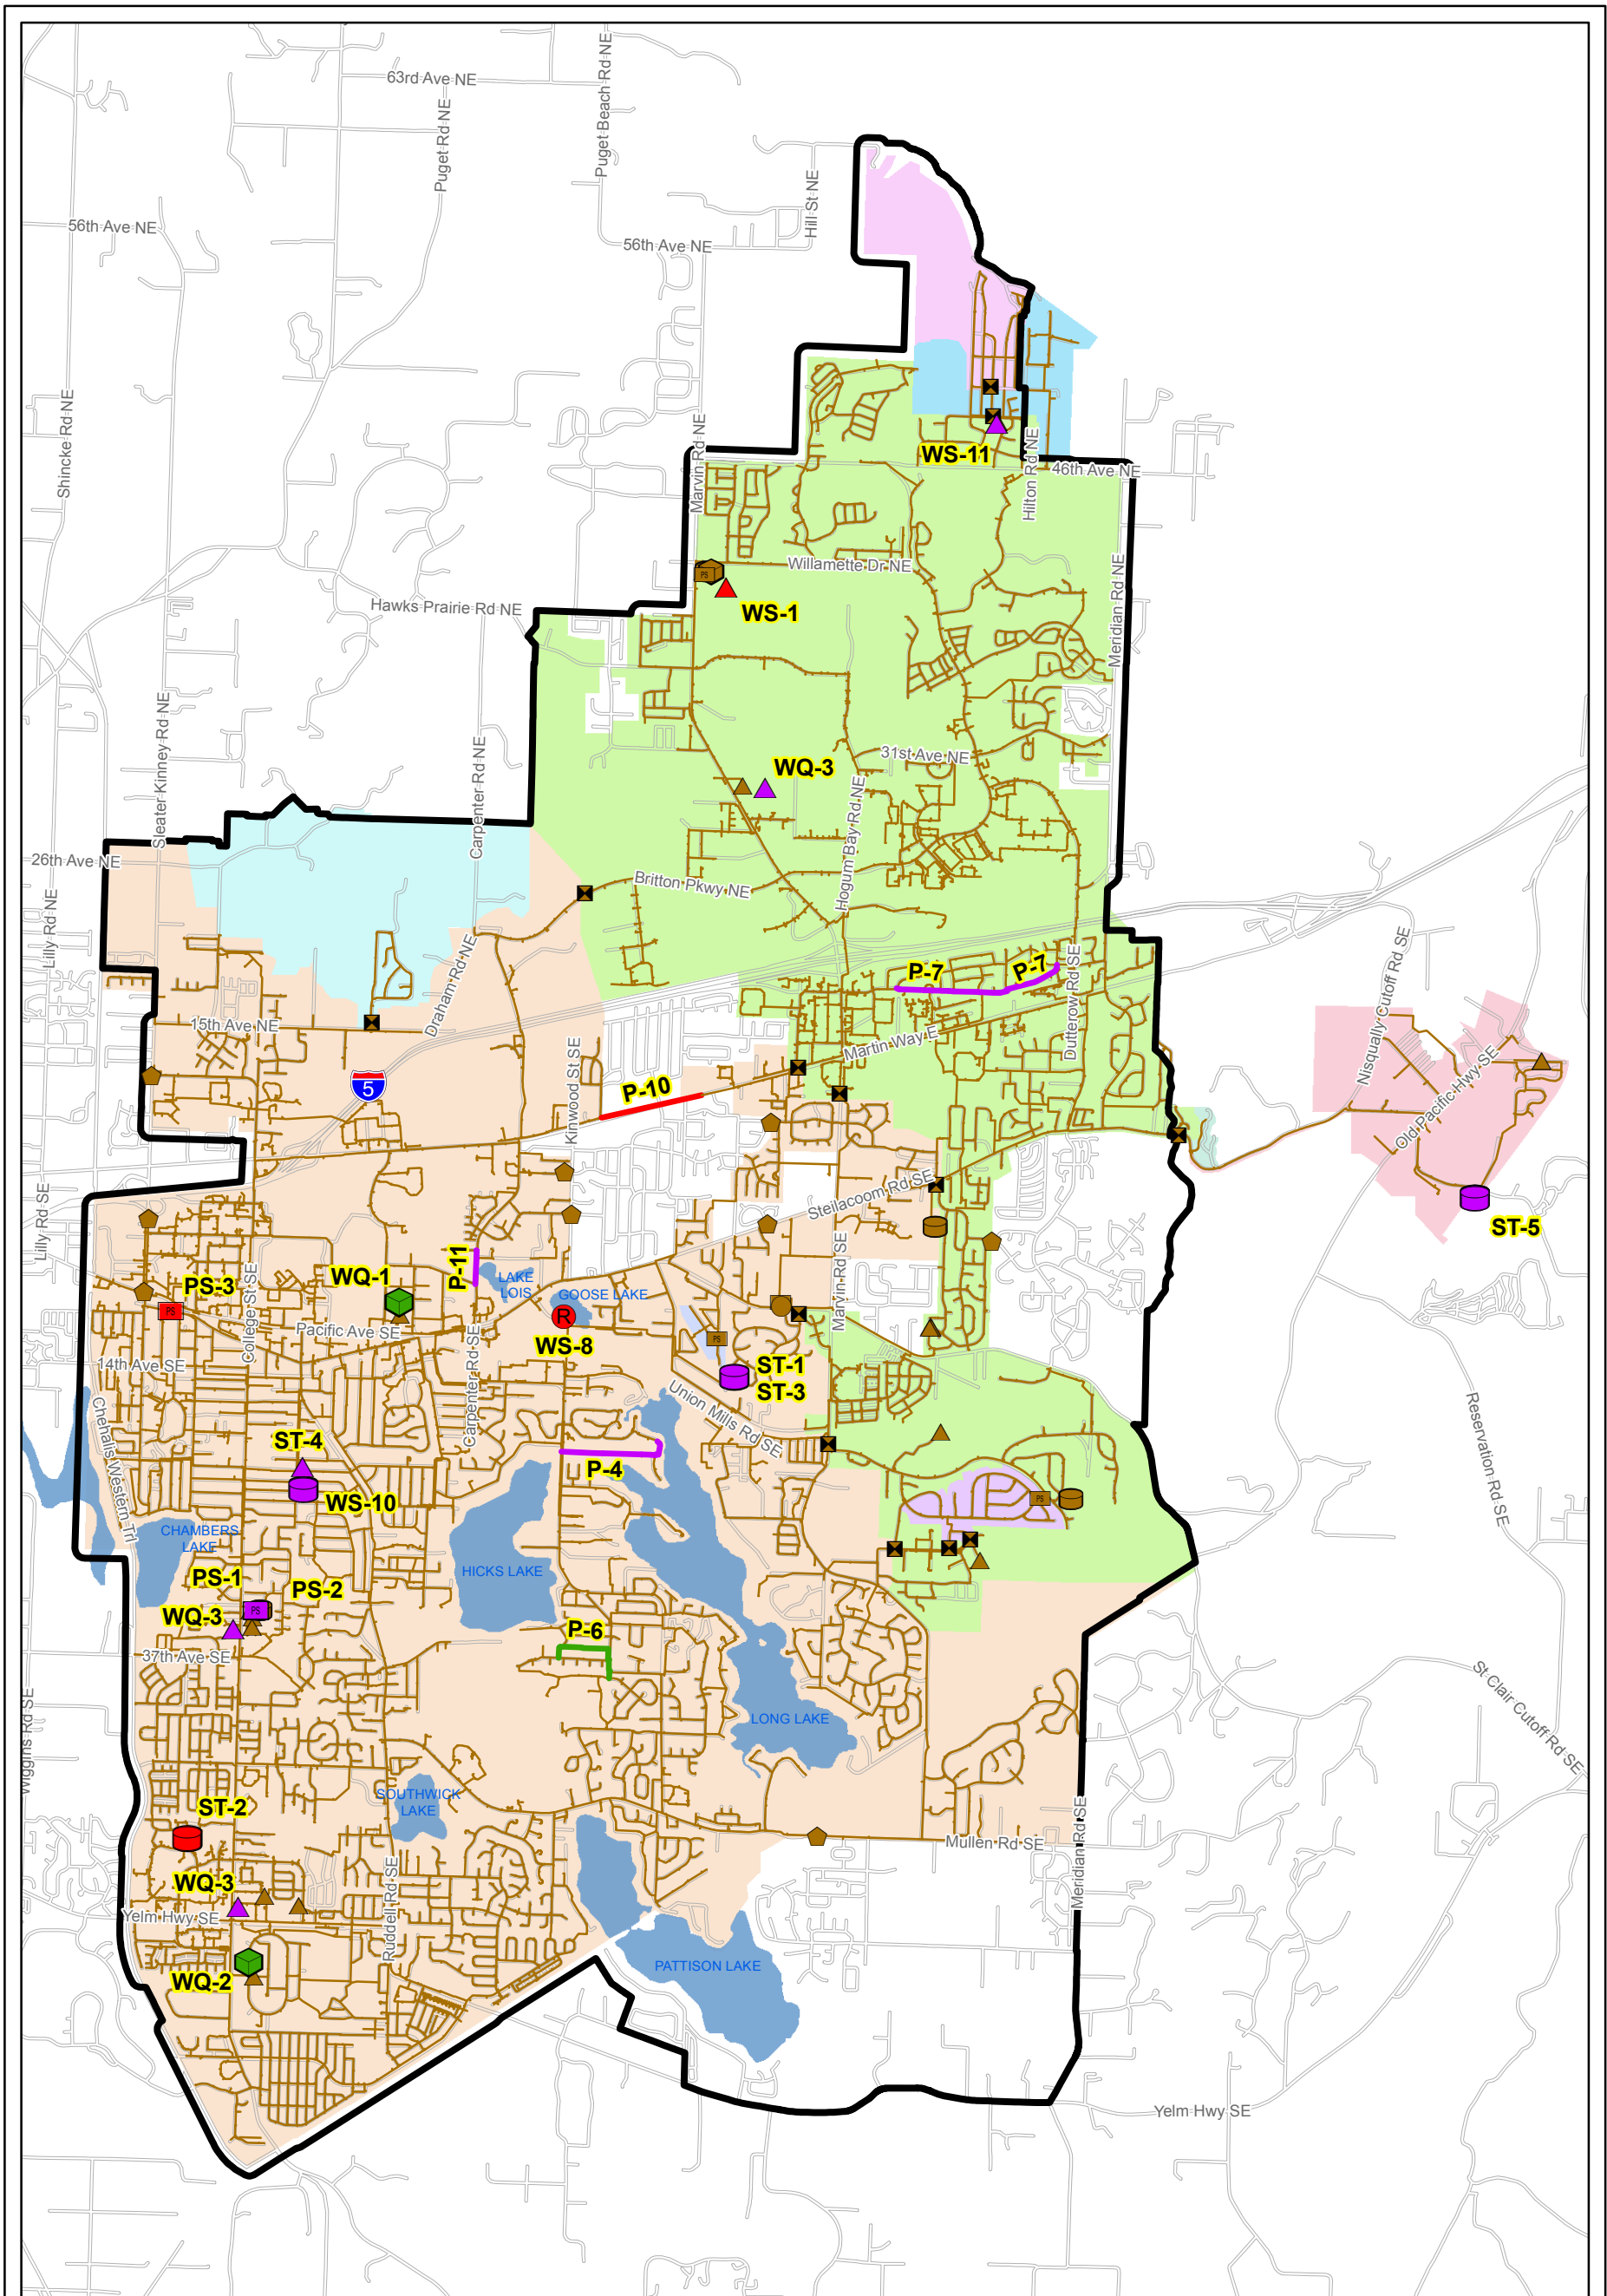 63rd Ave NE
Puget Rd NE
Puget Beach Rd NE
Hill St NE
56th Ave NE
56th Ave NE
Shincke Rd NE
Marvin Rd NE
WS-11
Hilton Rd NE
46th Ave NE
Willamette Dr NE
PS
WS-1
Hawks Prairie Rd NE
Meridian Rd NE
Sleater Kinney Rd NE
Carpenter Rd NE
31st Ave NE
WQ-3
Hogum Bay Rd NE
26th Ave NE
Britton Pkwy NE
Lilly Rd NE
Draham Rd NE
P-7
P-7
Dutterow Rd SE
Nisqually Cutoff Rd SE
15th Ave NE
Martin Way E
5
P-10
Kinwood St SE
Old Pacific Hwy SE
Lilly Rd SE
Steilacoom Rd SE
ST-5
PS-3
PS
College St SE
WQ-1
P-11
LAKE
LOIS
GOOSE LAKE
R
WS-8
Marvin Rd SE
Pacific Ave SE
PS
14th Ave SE
Carpenter Rd SE
ST-1
ST-3
Union Mills Rd SE
Chehalis Western Trl
Reservation Rd SE
ST-4
WS-10
P-4
PS
CHAMBERS
LAKE
HICKS LAKE
PS-1
PS-2
PS
WQ-3
P-6
37th Ave SE
Wiggins Rd SE
St Clair Cutoff Rd SE
LONG LAKE
SOUTHWICK
LAKE
ST-2
Mullen Rd SE
Meridian Rd SE
WQ-3
Yelm Hwy SE
Ruddell Rd SE
WQ-2
PATTISON LAKE
Yelm Hwy SE